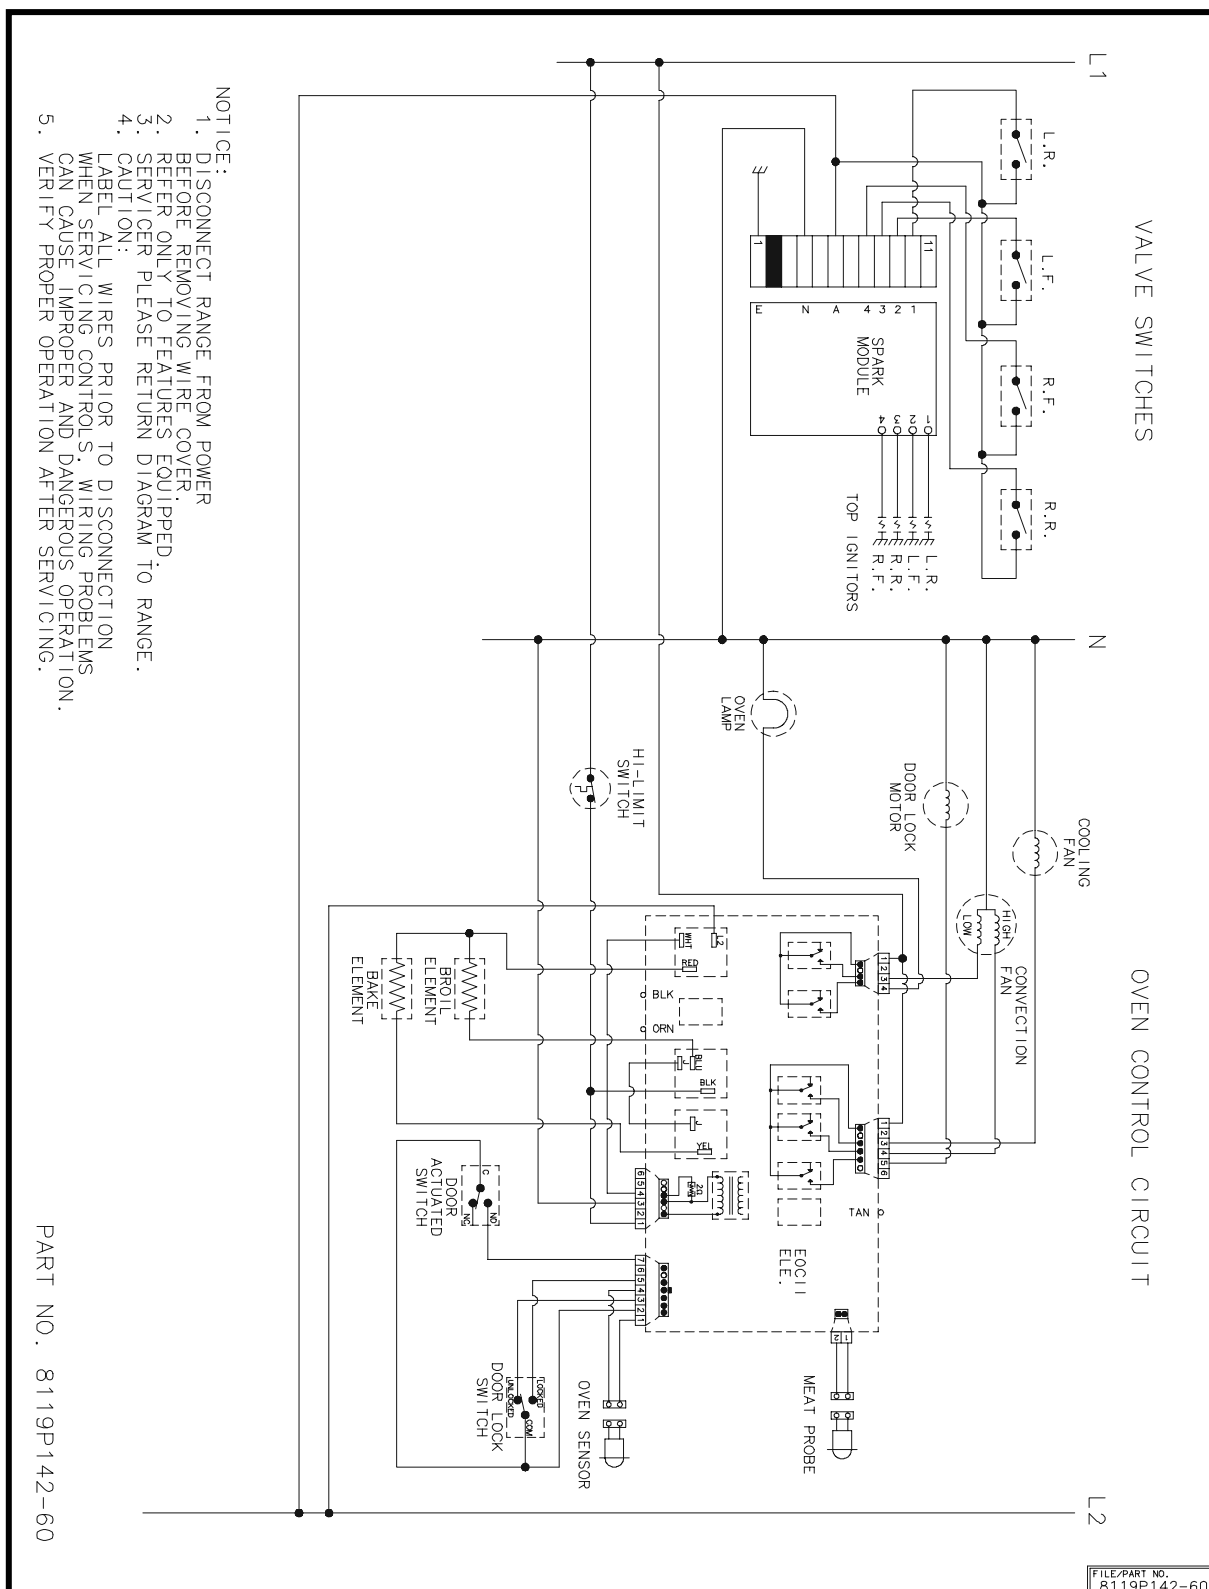 VALVE SWITCHES
OVEN CONTROL CIRCUIT
L1
N
L2
L.R.
L.F.
R.F.
R.R.
COOLING
FAN
CONVECTION
FAN
HIGH
LOW
DOOR LOCK
MOTOR
OVEN
LAMP
1
11
E
N
A
4
3
2
1
SPARK
MODULE
1
2
3
4
L.R.
L.F.
R.R.
R.F.
TOP IGNITORS
HI-LIMIT
SWITCH
1
2
3
4
1
2
3
4
5
6
TAN
EOCII
ELE.
L2
WHT
RED
BLK
ORN
BLU
J
BLK
J
YEL
2Ω
6
5
4
3
2
1
7
6
5
4
3
2
1
2
1
MEAT PROBE
OVEN SENSOR
BROIL
ELEMENT
BAKE
ELEMENT
C
NO
NC
DOOR
ACTUATED
SWITCH
LOCKED
UNLOCKED
COM
DOOR LOCK
SWITCH
NOTICE:
1. DISCONNECT RANGE FROM POWER
BEFORE REMOVING WIRE COVER.
2. REFER ONLY TO FEATURES EQUIPPED.
3. SERVICER PLEASE RETURN DIAGRAM TO RANGE.
4. CAUTION:
LABEL ALL WIRES PRIOR TO DISCONNECTION
WHEN SERVICING CONTROLS. WIRING PROBLEMS
CAN CAUSE IMPROPER AND DANGEROUS OPERATION.
5. VERIFY PROPER OPERATION AFTER SERVICING.
PART NO. 8119P142-60
FILE/PART NO.
8119P142-60